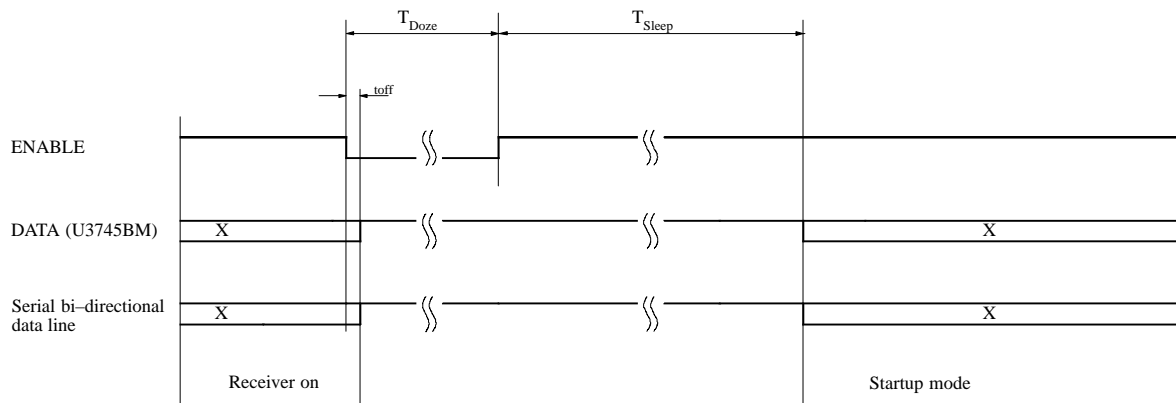 T Doze
T Sleep
toff
ENABLE
DATA (U3745BM)
X
X
Serial bi–directional
data line
X
X
Receiver on
Startup mode